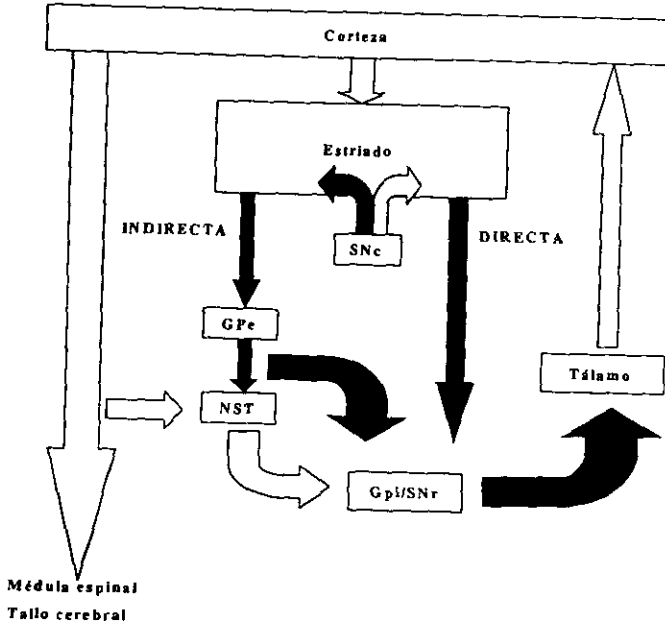 Corteza
Estriado
INDIRECTA
SNc
DIRECTA
GPe
Tálamo
NST
Gpi/SNr
Médula espinal
Tallo cerebral